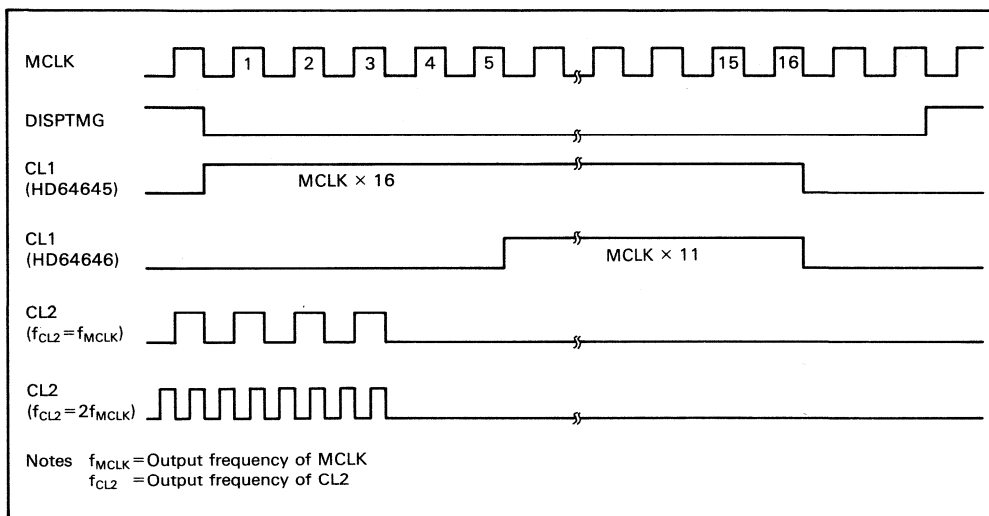 MCLK 1 2 3 4 5 15 16
DISPTMG
CL1
(HD64645)
MCLK × 16
CL1
(HD64646)
MCLK × 11
CL2
(fCL2=fMCLK)
CL2
(fCL2=2fMCLK)
Notes fMCLK=Output frequency of MCLK
fCL2 =Output frequency of CL2